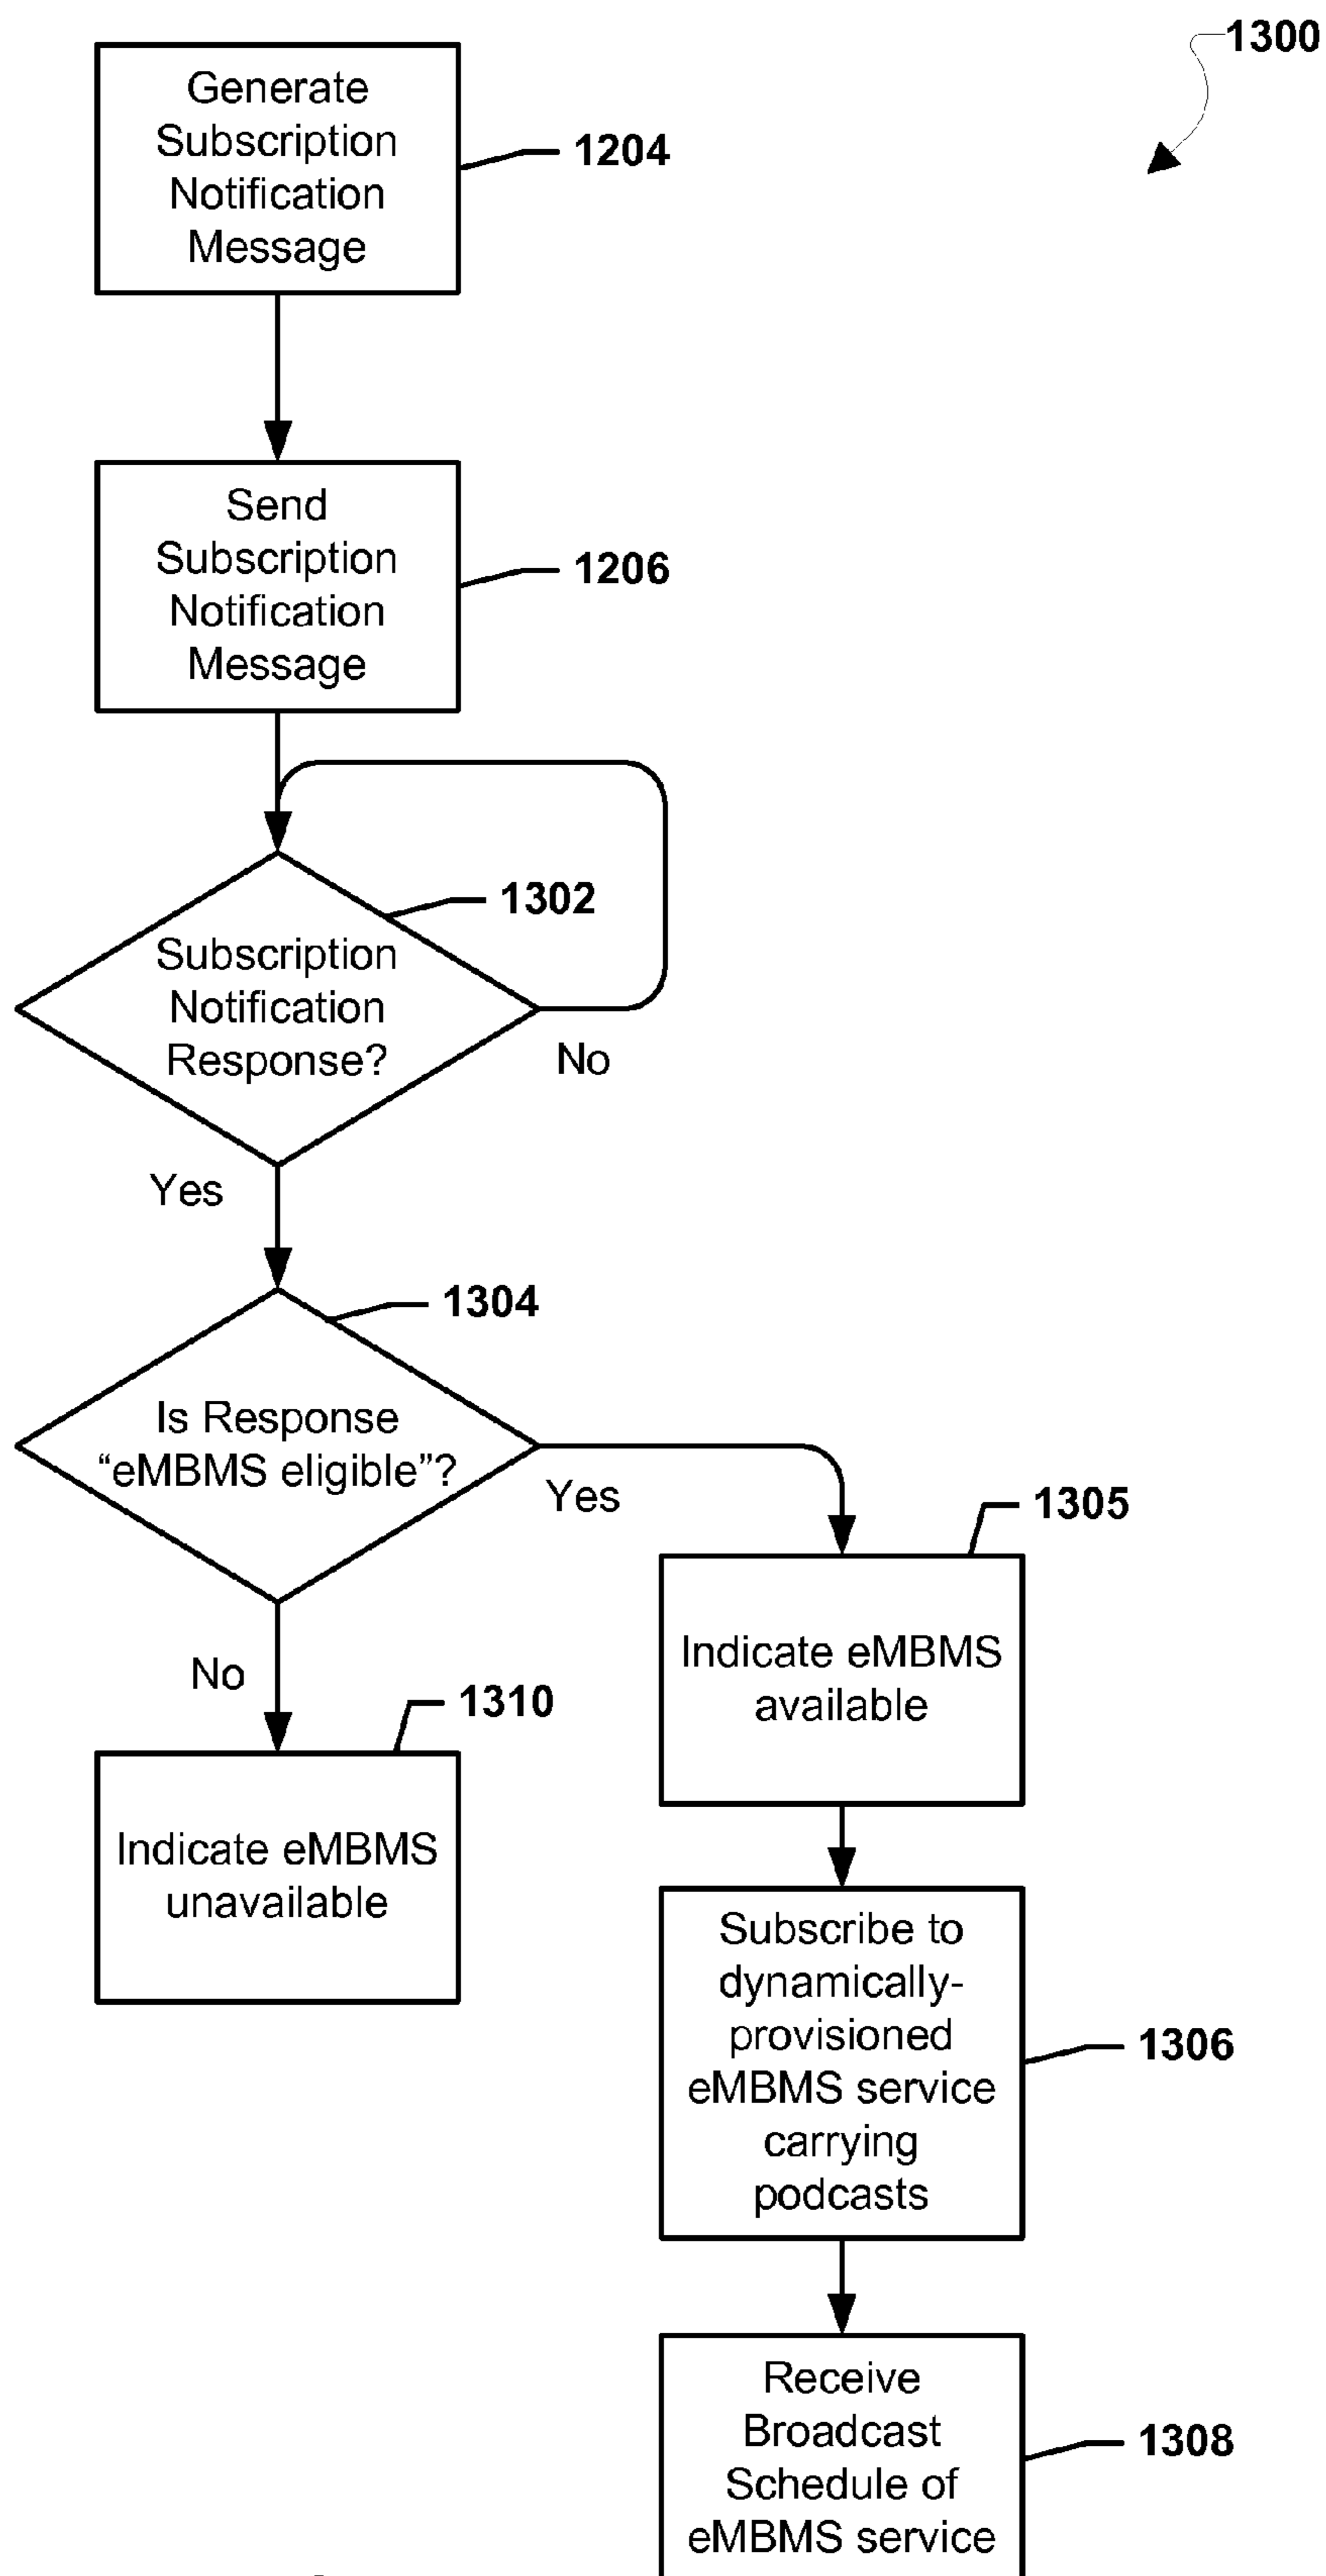 1300
Generate
Subscription
Notification
Message
1204
Send
Subscription
Notification
Message
1206
1302
Subscription
Notification
Response?
No
Yes
1304
Is Response
“eMBMS eligible”?
Yes
1305
Indicate eMBMS
available
No
1310
Indicate eMBMS
unavailable
Subscribe to
dynamically-
provisioned
eMBMS service
carrying
podcasts
1306
Receive
Broadcast
Schedule of
eMBMS service
1308